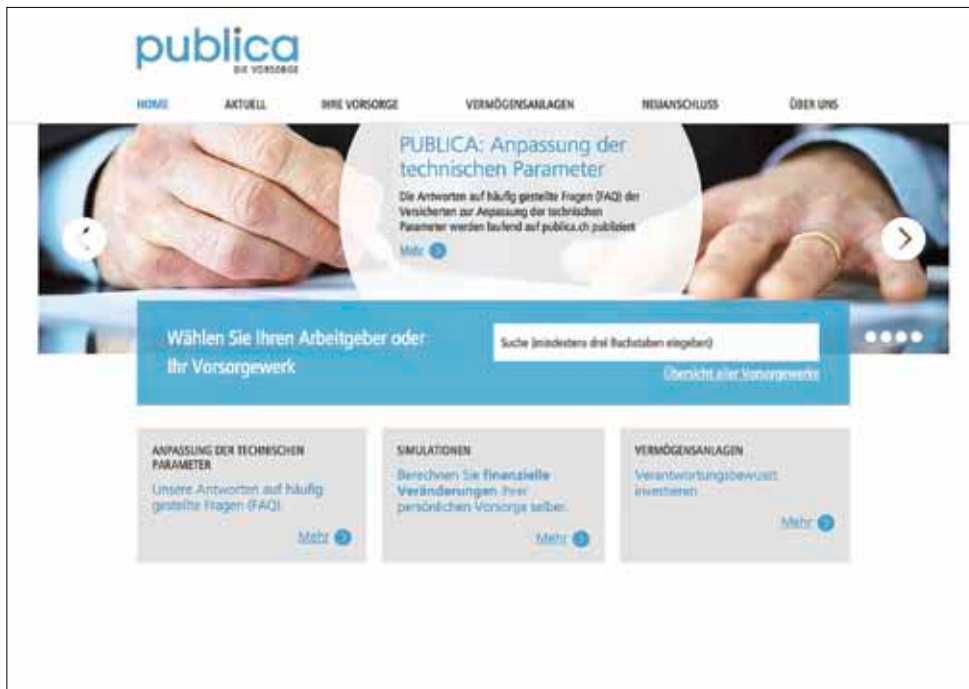 publica
DIE VORSORGE
HOME AKTUELL IHRE VORSORGE VERMÖGENSANLAGEN NEUANSCHLUSS ÜBER UNS
PUBLICA: Anpassung der
technischen Parameter
Die Antworten auf häufig gestellte Fragen (FAQ) der
Versicherten zur Anpassung der technischen
Parameter werden laufend auf publica.ch publiziert
Mehr
Wählen Sie Ihren Arbeitgeber oder
Ihr Vorsorgewerk
Suche (mindestens drei Buchstaben eingeben)
Übersicht aller Vorsorgewerke
ANPASSUNG DER TECHNISCHEN
PARAMETER
Unsere Antworten auf häufig
gestellte Fragen (FAQ).
Mehr
SIMULATIONEN
Berechnen Sie finanzielle
Veränderungen Ihrer
persönlichen Vorsorge selber.
Mehr
VERMÖGENSANLAGEN
Verantwortungsbewusst
investieren
Mehr